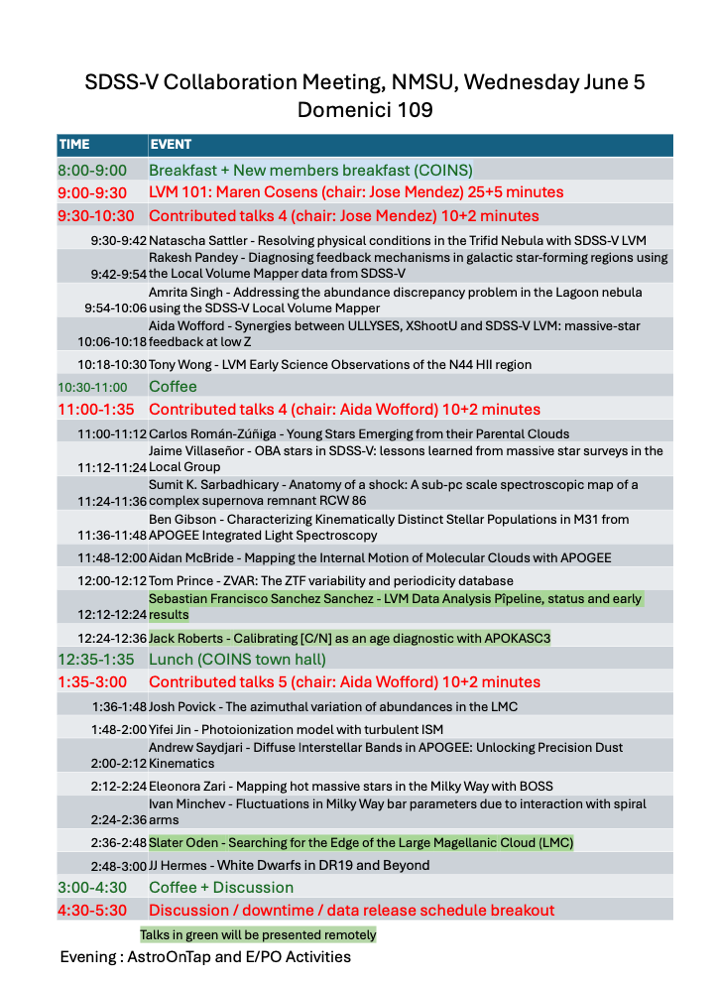 SDSS-V Collaboration Meeting, NMSU, Wednesday June 5
Domenici 109
TIME EVENT
8:00-9:00 Breakfast + New members breakfast (COINS)
9:00-9:30 LVM 101: Maren Cosens (chair: Jose Mendez) 25+5 minutes
9:30-10:30 Contributed talks 4 (chair: Jose Mendez) 10+2 minutes
9:30-9:42 Natascha Sattler - Resolving physical conditions in the Trifid Nebula with SDSS-V LVM
Rakesh Pandey - Diagnosing feedback mechanisms in galactic star-forming regions using
9:42-9:54 the Local Volume Mapper data from SDSS-V
Amrita Singh - Addressing the abundance discrepancy problem in the Lagoon nebula
9:54-10:06 using the SDSS-V Local Volume Mapper
Aida Wofford - Synergies between ULLYSES, XShootU and SDSS-V LVM: massive-star
10:06-10:18 feedback at low Z
10:18-10:30 Tony Wong - LVM Early Science Observations of the N44 HII region
10:30-11:00 Coffee
11:00-1:35 Contributed talks 4 (chair: Aida Wofford) 10+2 minutes
11:00-11:12 Carlos Román-Zúñiga - Young Stars Emerging from their Parental Clouds
Jaime Villaseñor - OBA stars in SDSS-V: lessons learned from massive star surveys in the
11:12-11:24 Local Group
Sumit K. Sarbadhicary - Anatomy of a shock: A sub-pc scale spectroscopic map of a
11:24-11:36 complex supernova remnant RCW 86
Ben Gibson - Characterizing Kinematically Distinct Stellar Populations in M31 from
11:36-11:48 APOGEE Integrated Light Spectroscopy
11:48-12:00 Aidan McBride - Mapping the Internal Motion of Molecular Clouds with APOGEE
12:00-12:12 Tom Prince - ZVAR: The ZTF variability and periodicity database
Sebastian Francisco Sanchez Sanchez - LVM Data Analysis Pîpeline, status and early
12:12-12:24 results
12:24-12:36 Jack Roberts - Calibrating [C/N] as an age diagnostic with APOKASC3
12:35-1:35 Lunch (COINS town hall)
1:35-3:00 Contributed talks 5 (chair: Aida Wofford) 10+2 minutes
1:36-1:48 Josh Povick - The azimuthal variation of abundances in the LMC
1:48-2:00 Yifei Jin - Photoionization model with turbulent ISM
Andrew Saydjari - Diffuse Interstellar Bands in APOGEE: Unlocking Precision Dust
2:00-2:12 Kinematics
2:12-2:24 Eleonora Zari - Mapping hot massive stars in the Milky Way with BOSS
Ivan Minchev - Fluctuations in Milky Way bar parameters due to interaction with spiral
2:24-2:36 arms
2:36-2:48 Slater Oden - Searching for the Edge of the Large Magellanic Cloud (LMC)
2:48-3:00 JJ Hermes - White Dwarfs in DR19 and Beyond
3:00-4:30 Coffee + Discussion
4:30-5:30 Discussion / downtime / data release schedule breakout
Talks in green will be presented remotely
Evening : AstroOnTap and E/PO Activities